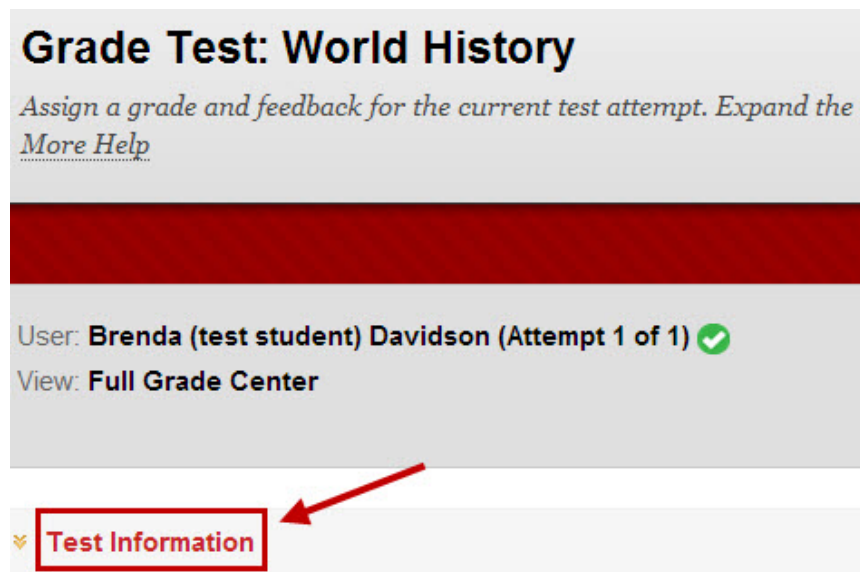 Grade Test: World History
Assign a grade and feedback for the current test attempt. Expand the
More Help
User: Brenda (test student) Davidson (Attempt 1 of 1)
View: Full Grade Center
Test Information